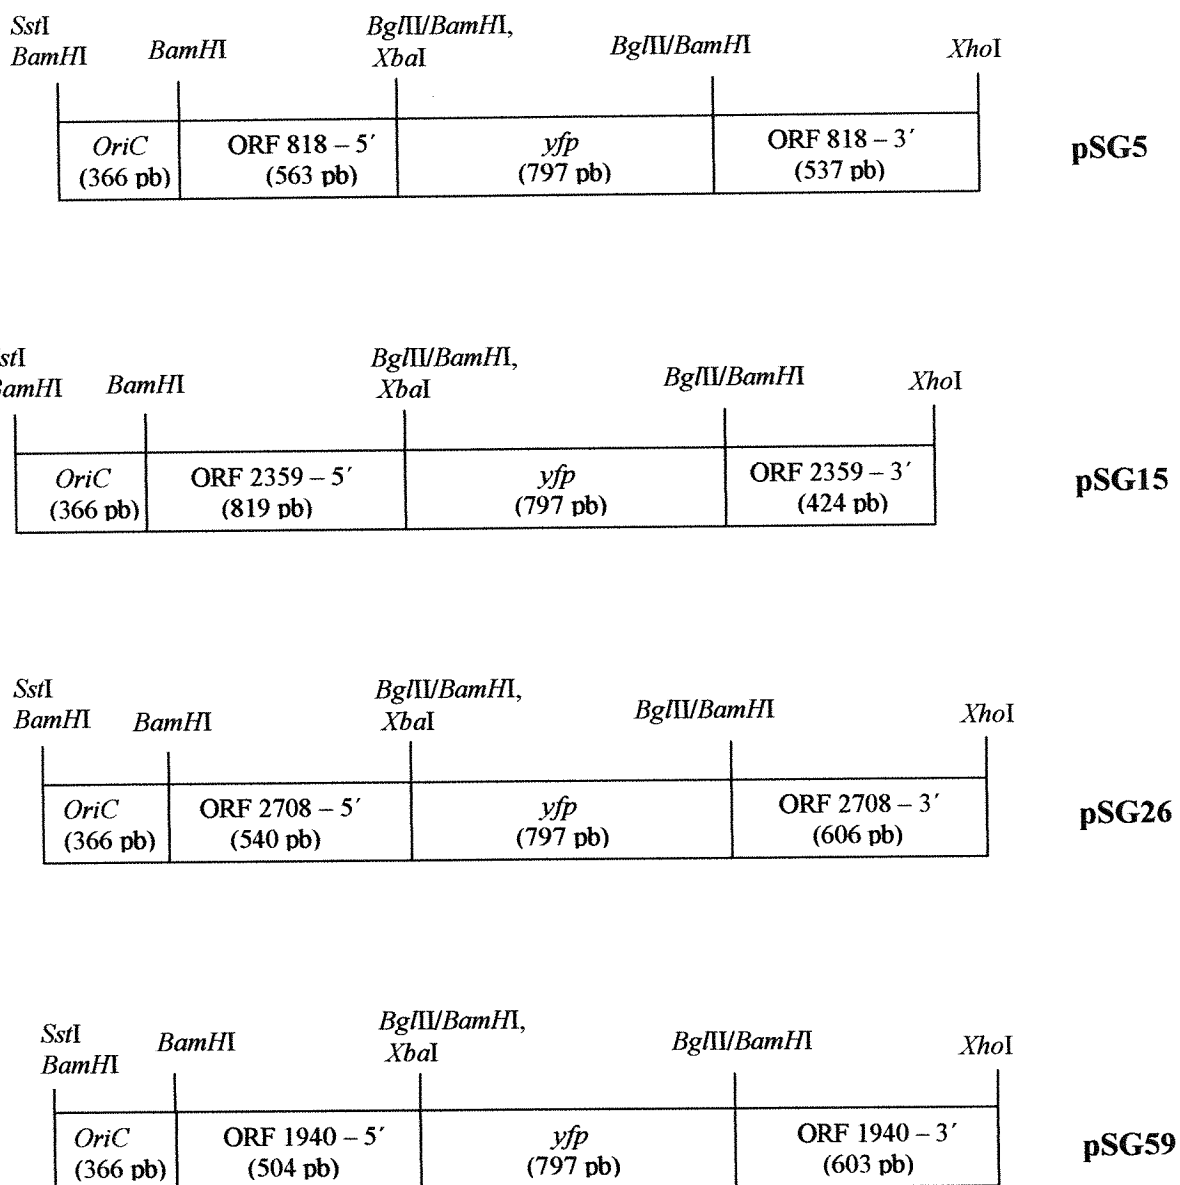 SstI
BamHI
BamHI
BglII/BamHI,
XbaI
BglII/BamHI
XhoI
OriC
(366 pb)
ORF 818 – 5´
(563 pb)
yfp
(797 pb)
ORF 818 – 3´
(537 pb)
pSG5
stI
BamHI
BamHI
BglII/BamHI,
XbaI
BglII/BamHI
XhoI
OriC
(366 pb)
ORF 2359 – 5´
(819 pb)
yfp
(797 pb)
ORF 2359 – 3´
(424 pb)
pSG15
SstI
BamHI
BamHI
BglII/BamHI,
XbaI
BglII/BamHI
XhoI
OriC
(366 pb)
ORF 2708 – 5´
(540 pb)
yfp
(797 pb)
ORF 2708 – 3´
(606 pb)
pSG26
SstI
BamHI
BamHI
BglII/BamHI,
XbaI
BglII/BamHI
XhoI
OriC
(366 pb)
ORF 1940 – 5´
(504 pb)
yfp
(797 pb)
ORF 1940 – 3´
(603 pb)
pSG59